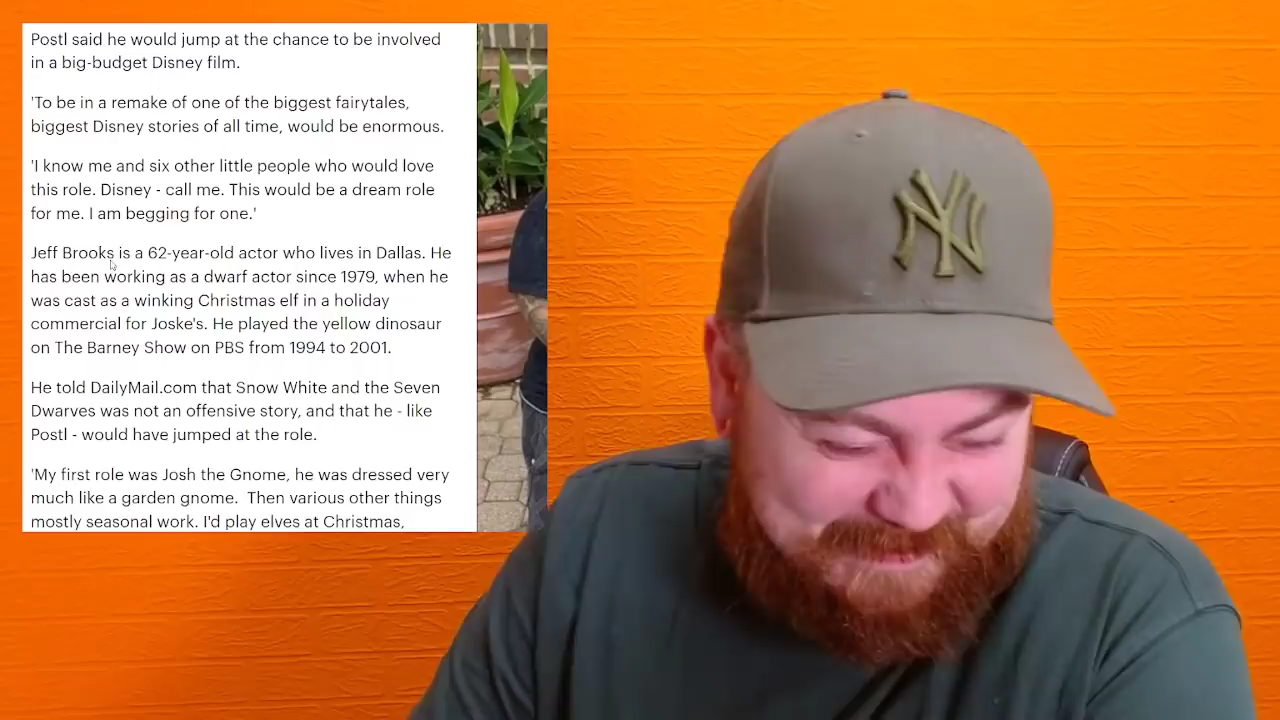 Postl said he would jump at the chance to be involved
in a big-budget Disney film.
'To be in a remake of one of the biggest fairytales,
biggest Disney stories of all time, would be enormous.
'I know me and six other little people who would love
this role. Disney - call me. This would be a dream role
for me. I am begging for one.'
Jeff Brooks is a 62-year-old actor who lives in Dallas. He
has been working as a dwarf actor since 1979, when he
was cast as a winking Christmas elf in a holiday
commercial for Joske's. He played the yellow dinosaur
on The Barney Show on PBS from 1994 to 2001.
He told DailyMail.com that Snow White and the Seven
Dwarves was not an offensive story, and that he - like
Postl - would have jumped at the role.
'My first role was Josh the Gnome, he was dressed very
much like a garden gnome.  Then various other things
mostly seasonal work. I'd play elves at Christmas,
NY